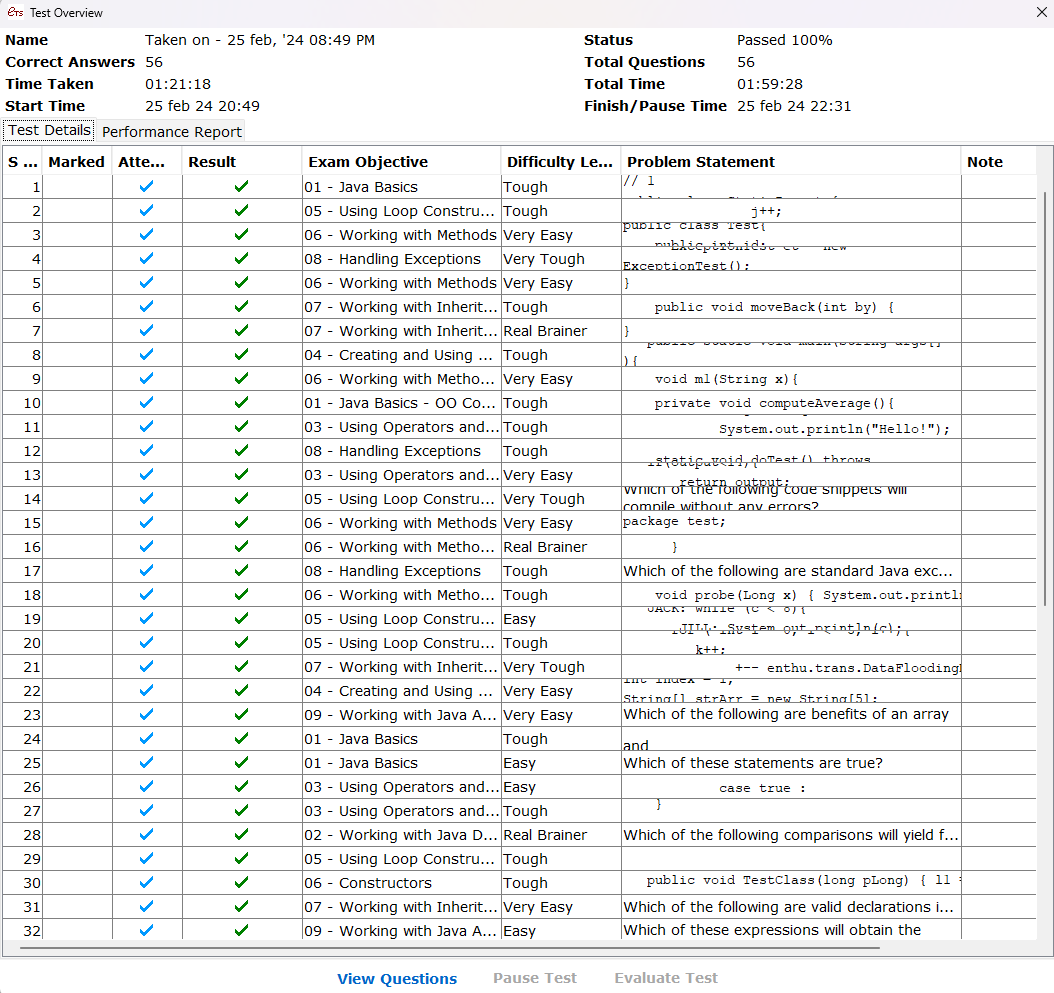 ETS Test Overview
Name Taken on - 25 feb, '24 08:49 PM Status Passed 100%
Correct Answers 56 Total Questions 56
Time Taken 01:21:18 Total Time 01:59:28
Start Time 25 feb 24 20:49 Finish/Pause Time 25 feb 24 22:31
Test Details Performance Report
S ... Marked Atte... Result Exam Objective Difficulty Le... Problem Statement Note
1 01 - Java Basics Tough // 1
2 05 - Using Loop Constru... Tough j++;
3 06 - Working with Methods Very Easy public class Test{
4 08 - Handling Exceptions Very Tough ExceptionTest();
5 06 - Working with Methods Very Easy }
6 07 - Working with Inherit... Tough public void moveBack(int by) {
7 07 - Working with Inherit... Real Brainer }
8 04 - Creating and Using ... Tough public static void main(String args[]
){
9 06 - Working with Metho... Very Easy void m1(String x){
10 01 - Java Basics - OO Co... Tough private void computeAverage(){
11 03 - Using Operators and... Tough System.out.println("Hello!");
12 08 - Handling Exceptions Tough static void doTest() throws
13 03 - Using Operators and... Very Easy return output;
14 05 - Using Loop Constru... Very Tough Which of the following code snippets will
compile without any errors?
15 06 - Working with Methods Very Easy package test;
16 06 - Working with Metho... Real Brainer }
17 08 - Handling Exceptions Tough Which of the following are standard Java exc...
18 06 - Working with Metho... Tough void probe(Long x) { System.out.println
19 05 - Using Loop Constru... Easy JACK: while (c < 8){
JILL: System.out.println(c);
20 05 - Using Loop Constru... Tough k++;
21 07 - Working with Inherit... Very Tough +-- enthu.trans.DataFlooding
22 04 - Creating and Using ... Very Easy int index = 1;
String[] strArr = new String[5];
23 09 - Working with Java A... Very Easy Which of the following are benefits of an array
24 01 - Java Basics Tough and
25 01 - Java Basics Easy Which of these statements are true?
26 03 - Using Operators and... Easy case true :
27 03 - Using Operators and... Tough }
28 02 - Working with Java D... Real Brainer Which of the following comparisons will yield f...
29 05 - Using Loop Constru... Tough
30 06 - Constructors Tough public void TestClass(long pLong) { ll =
31 07 - Working with Inherit... Very Easy Which of the following are valid declarations i...
32 09 - Working with Java A... Easy Which of these expressions will obtain the
View Questions Pause Test Evaluate Test